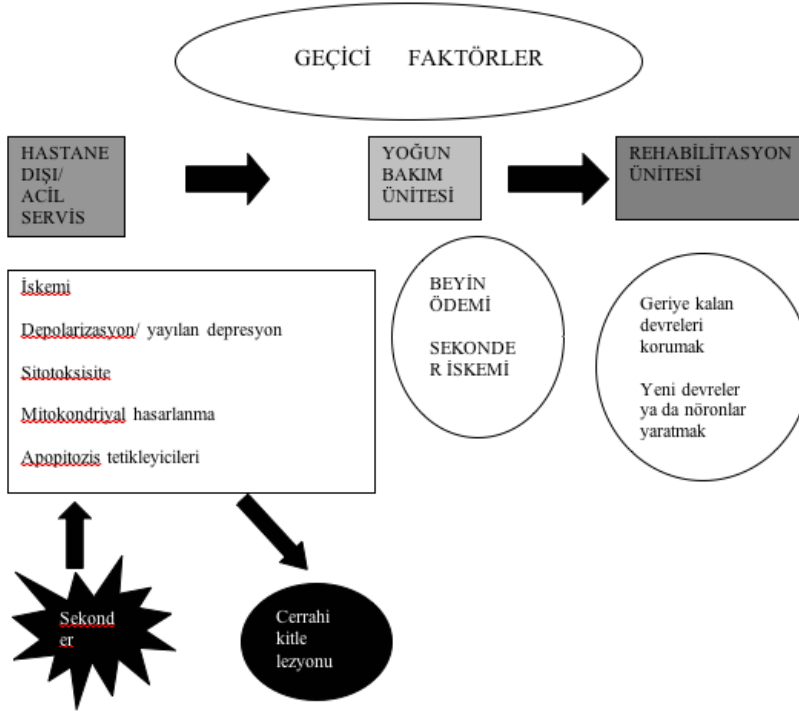 GEÇİCİ FAKTÖRLER
HASTANE
DIŞI/
ACİL
SERVİS
YOĞUN
BAKIM
ÜNİTESİ
REHABİLİTASYON
ÜNİTESİ
İskemi
Depolarizasyon/ yayılan depresyon
Sitotoksisite
Mitokondriyal hasarlanma
Apopitozis tetikleyicileri
BEYİN
ÖDEMİ
SEKONDE
R İSKEMİ
Geriye kalan
devreleri
korumak
Yeni devreler
ya da nöronlar
yaratmak
Sekond
er
Cerrahi
kitle
lezyonu